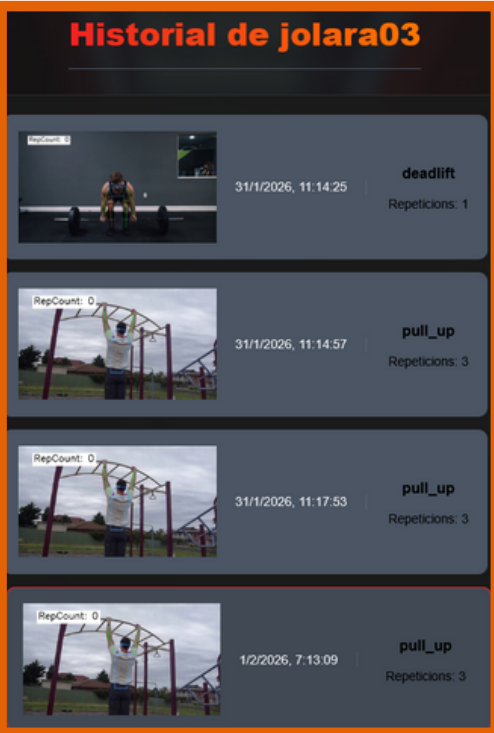 Historial de jolara03
RepCount: 0
31/1/2026, 11:14:25
deadlift
Repeticions: 1
RepCount: 0
31/1/2026, 11:14:57
pull_up
Repeticions: 3
RepCount: 0
31/1/2026, 11:17:53
pull_up
Repeticions: 3
RepCount: 0
1/2/2026, 7:13:09
pull_up
Repeticions: 3